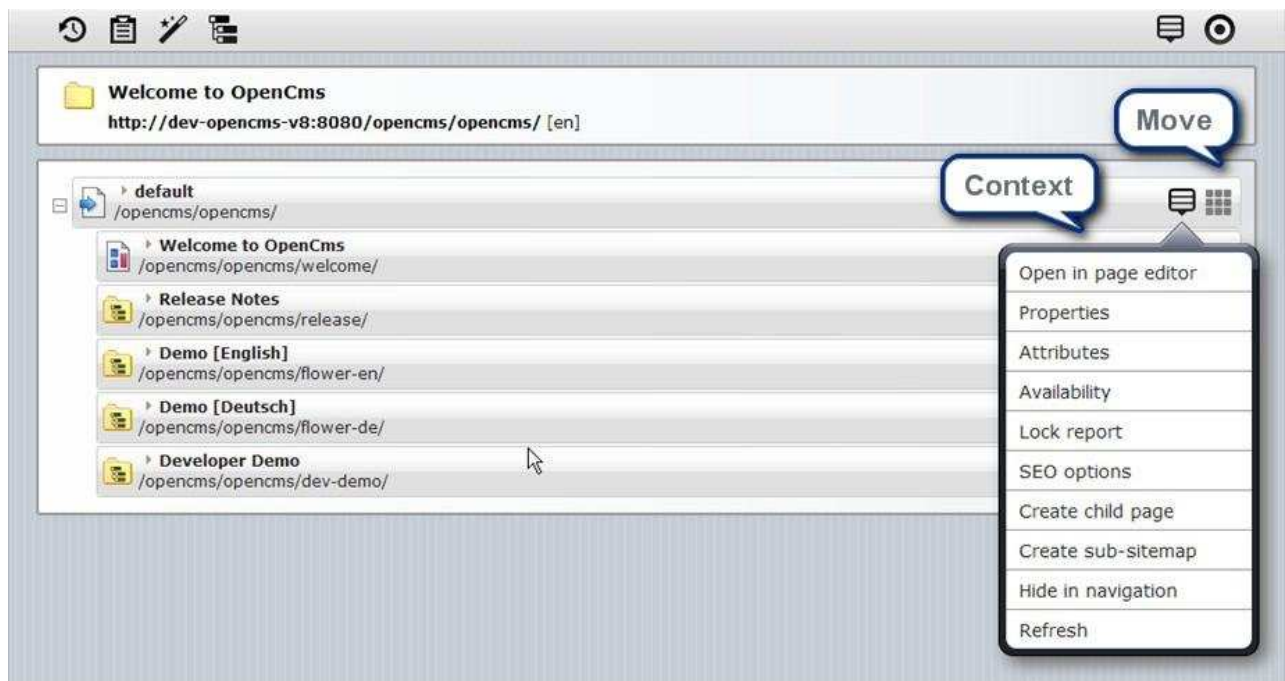 Welcome to OpenCms
http://dev-opencms-v8:8080/opencms/opencms/ [en]
Move
Context
default
/opencms/opencms/
Welcome to OpenCms
/opencms/opencms/welcome/
Release Notes
/opencms/opencms/release/
Demo [English]
/opencms/opencms/flower-en/
Demo [Deutsch]
/opencms/opencms/flower-de/
Developer Demo
/opencms/opencms/dev-demo/
Open in page editor
Properties
Attributes
Availability
Lock report
SEO options
Create child page
Create sub-sitemap
Hide in navigation
Refresh